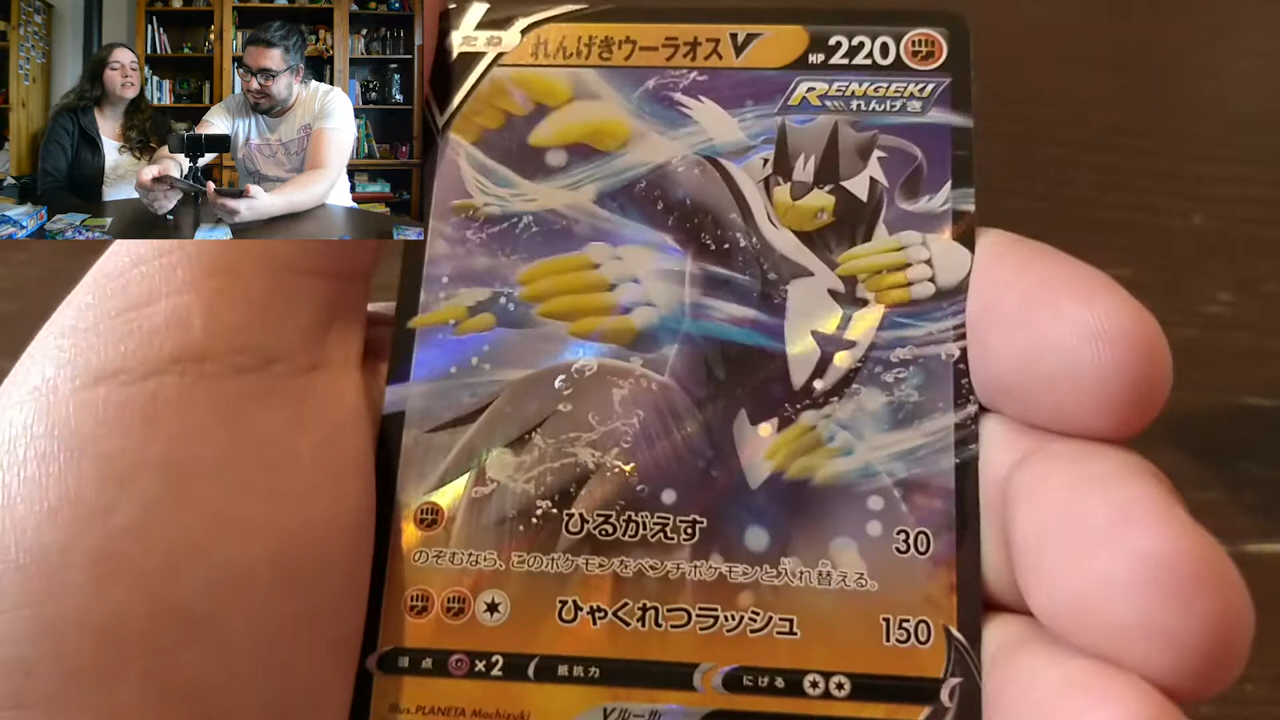 たね れんげきウーラオスV HP220
RENGEKI
れんげき
ひるがえす 30
のぞむなら、このポケモンをベンチポケモンと入れ替える。
ひゃくれつラッシュ 150
弱点 ×2 抵抗力 にげる
Illus. PLANETA Mochizuki Vルール